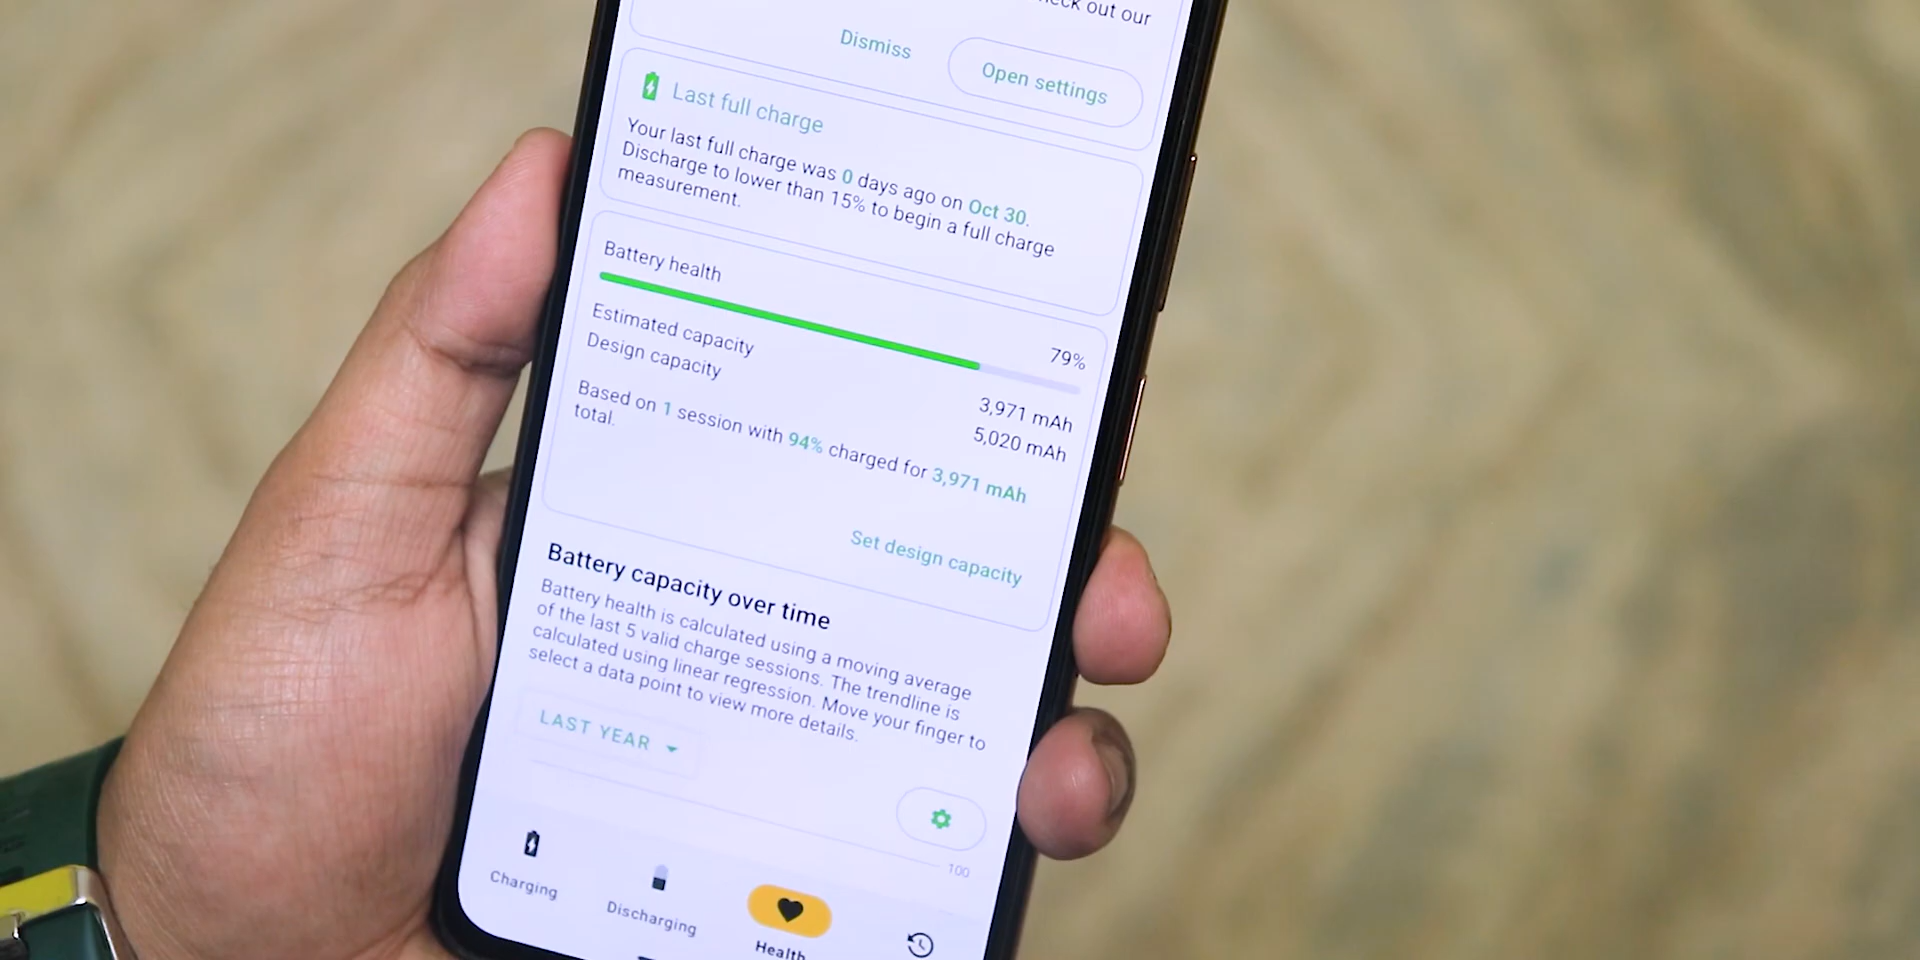 check out our
Dismiss
Open settings
Last full charge
Your last full charge was 0 days ago on Oct 30.
Discharge to lower than 15% to begin a full charge
measurement.
Battery health
79%
Estimated capacity
3,971 mAh
Design capacity
5,020 mAh
Based on 1 session with 94% charged for 3,971 mAh
total.
Set design capacity
Battery capacity over time
Battery health is calculated using a moving average
of the last 5 valid charge sessions. The trendline is
calculated using linear regression. Move your finger to
select a data point to view more details.
LAST YEAR
100
Charging
Discharging
Health